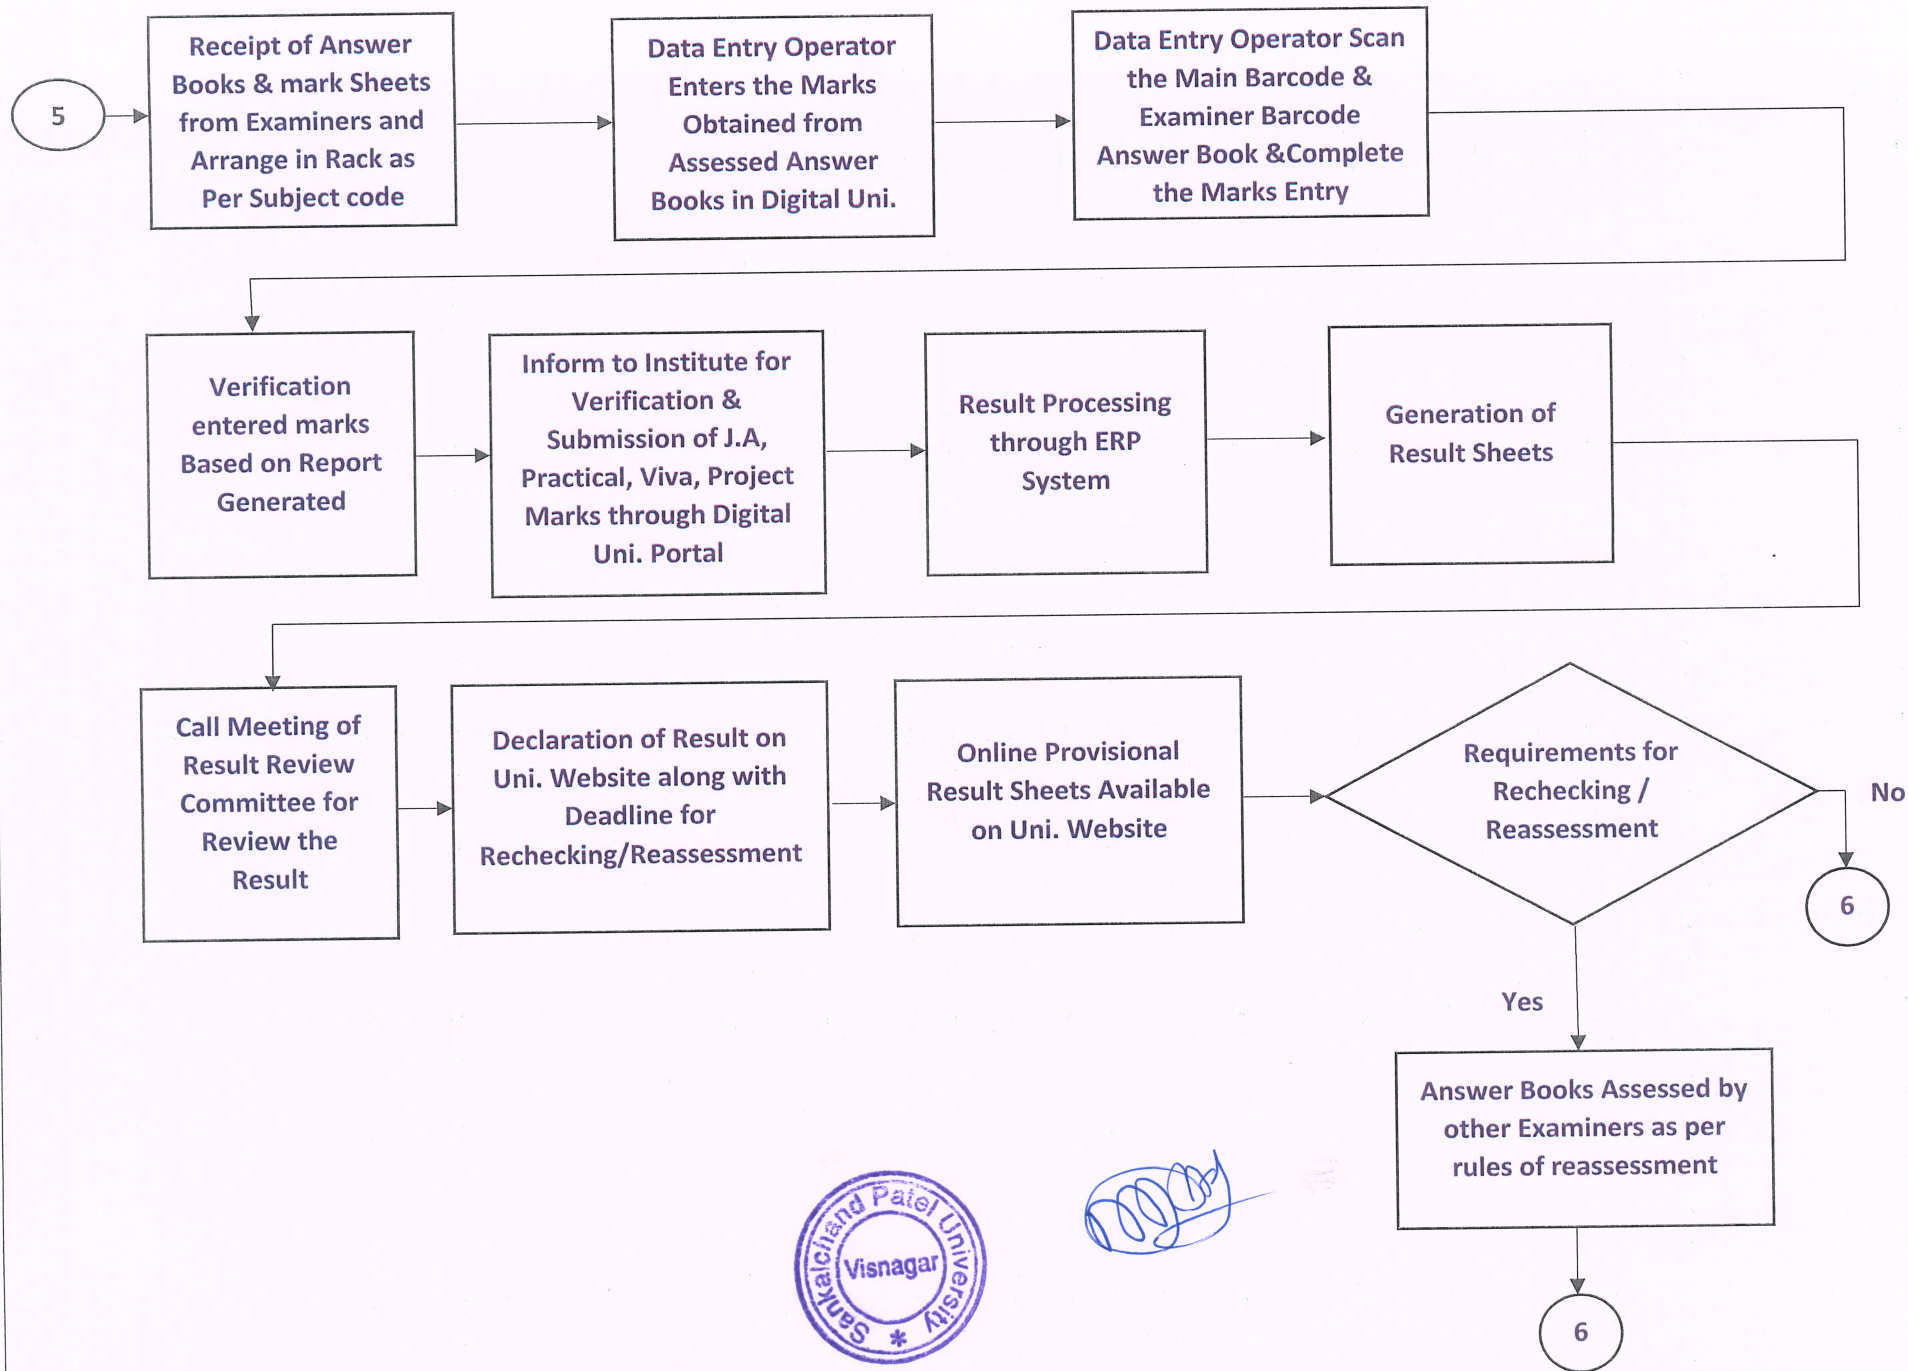 5
Receipt of Answer
Books & mark Sheets
from Examiners and
Arrange in Rack as
Per Subject code
Data Entry Operator
Enters the Marks
Obtained from
Assessed Answer
Books in Digital Uni.
Data Entry Operator Scan
the Main Barcode &
Examiner Barcode
Answer Book &Complete
the Marks Entry
Verification
entered marks
Based on Report
Generated
Inform to Institute for
Verification &
Submission of J.A,
Practical, Viva, Project
Marks through Digital
Uni. Portal
Result Processing
through ERP
System
Generation of
Result Sheets
Call Meeting of
Result Review
Committee for
Review the
Result
Declaration of Result on
Uni. Website along with
Deadline for
Rechecking/Reassessment
Online Provisional
Result Sheets Available
on Uni. Website
Requirements for
Rechecking /
Reassessment
No
6
Yes
Answer Books Assessed by
other Examiners as per
rules of reassessment
6
Sankalchand Patel University
Visnagar
*